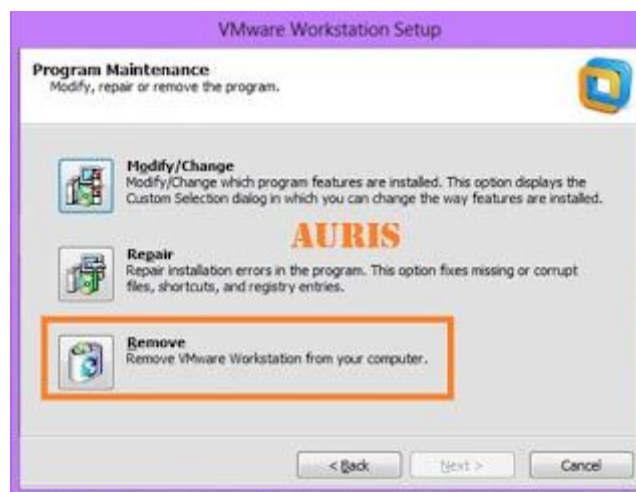 VMware Workstation Setup
Program Maintenance
Modify, repair or remove the program.
Modify/Change
Modify/Change which program features are installed. This option displays the
Custom Selection dialog in which you can change the way features are installed.
AURIS
Repair
Repair installation errors in the program. This option fixes missing or corrupt
files, shortcuts, and registry entries.
Remove
Remove VMware Workstation from your computer.
< Back
Next >
Cancel